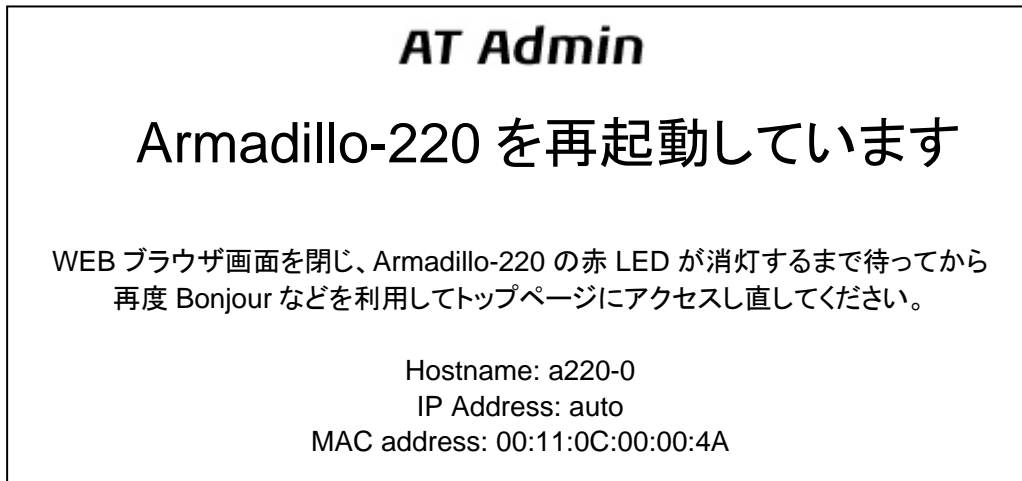 AT Admin
Armadillo-220 を再起動しています
WEB ブラウザ画面を閉じ、Armadillo-220 の赤 LED が消灯するまで待ってから
再度 Bonjour などを利用してトップページにアクセスし直してください。
Hostname: a220-0
IP Address: auto
MAC address: 00:11:0C:00:00:4A